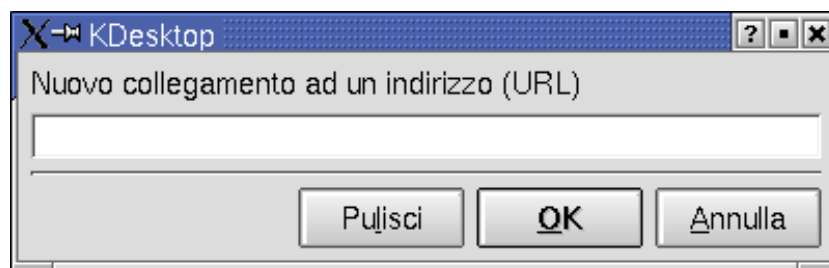 KDesktop
Nuovo collegamento ad un indirizzo (URL)
Pulisci OK Annulla